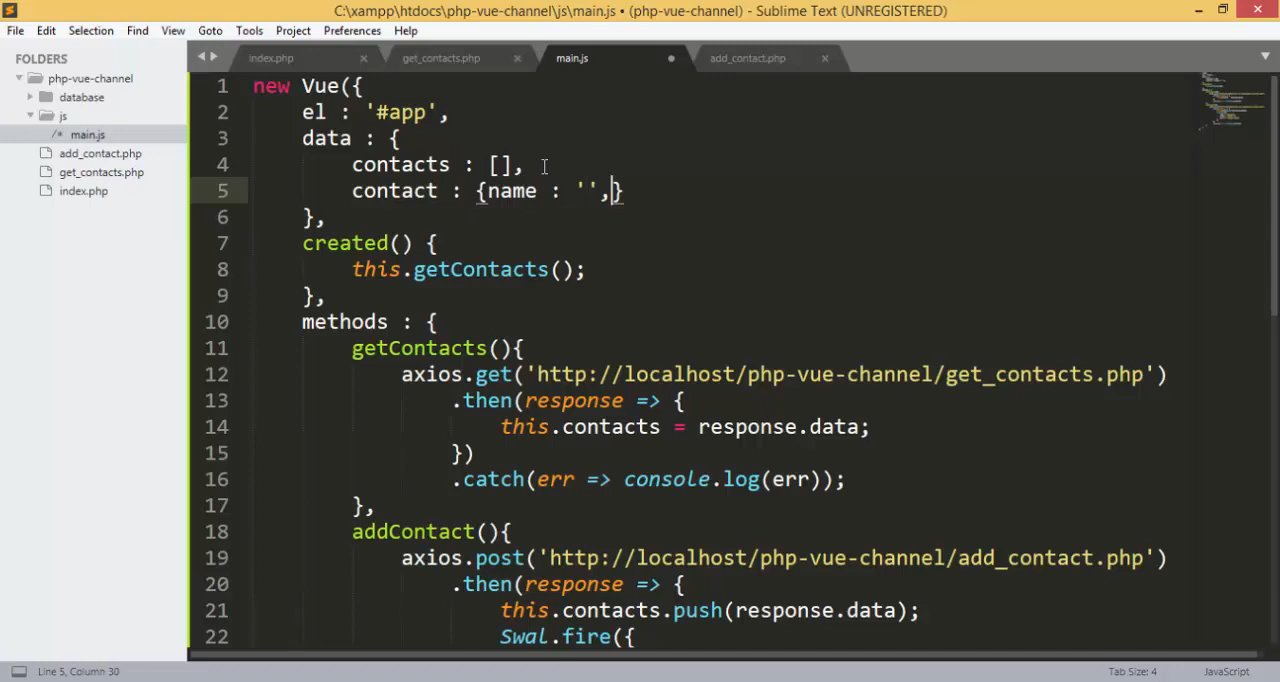 C:\xampp\htdocs\php-vue-channel\js\main.js • (php-vue-channel) - Sublime Text (UNREGISTERED)
File Edit Selection Find View Goto Tools Project Preferences Help
FOLDERS
php-vue-channel
database
js
/* main.js
add_contact.php
get_contacts.php
index.php
index.php get_contacts.php main.js add_contact.php
1 new Vue({
2 el : '#app',
3 data : {
4 contacts : [],
5 contact : {name : '',}
6 },
7 created() {
8 this.getContacts();
9 },
10 methods : {
11 getContacts(){
12 axios.get('http://localhost/php-vue-channel/get_contacts.php')
13 .then(response => {
14 this.contacts = response.data;
15 })
16 .catch(err => console.log(err));
17 },
18 addContact(){
19 axios.post('http://localhost/php-vue-channel/add_contact.php')
20 .then(response => {
21 this.contacts.push(response.data);
22 Swal.fire({
Line 5, Column 30
Tab Size: 4
JavaScript